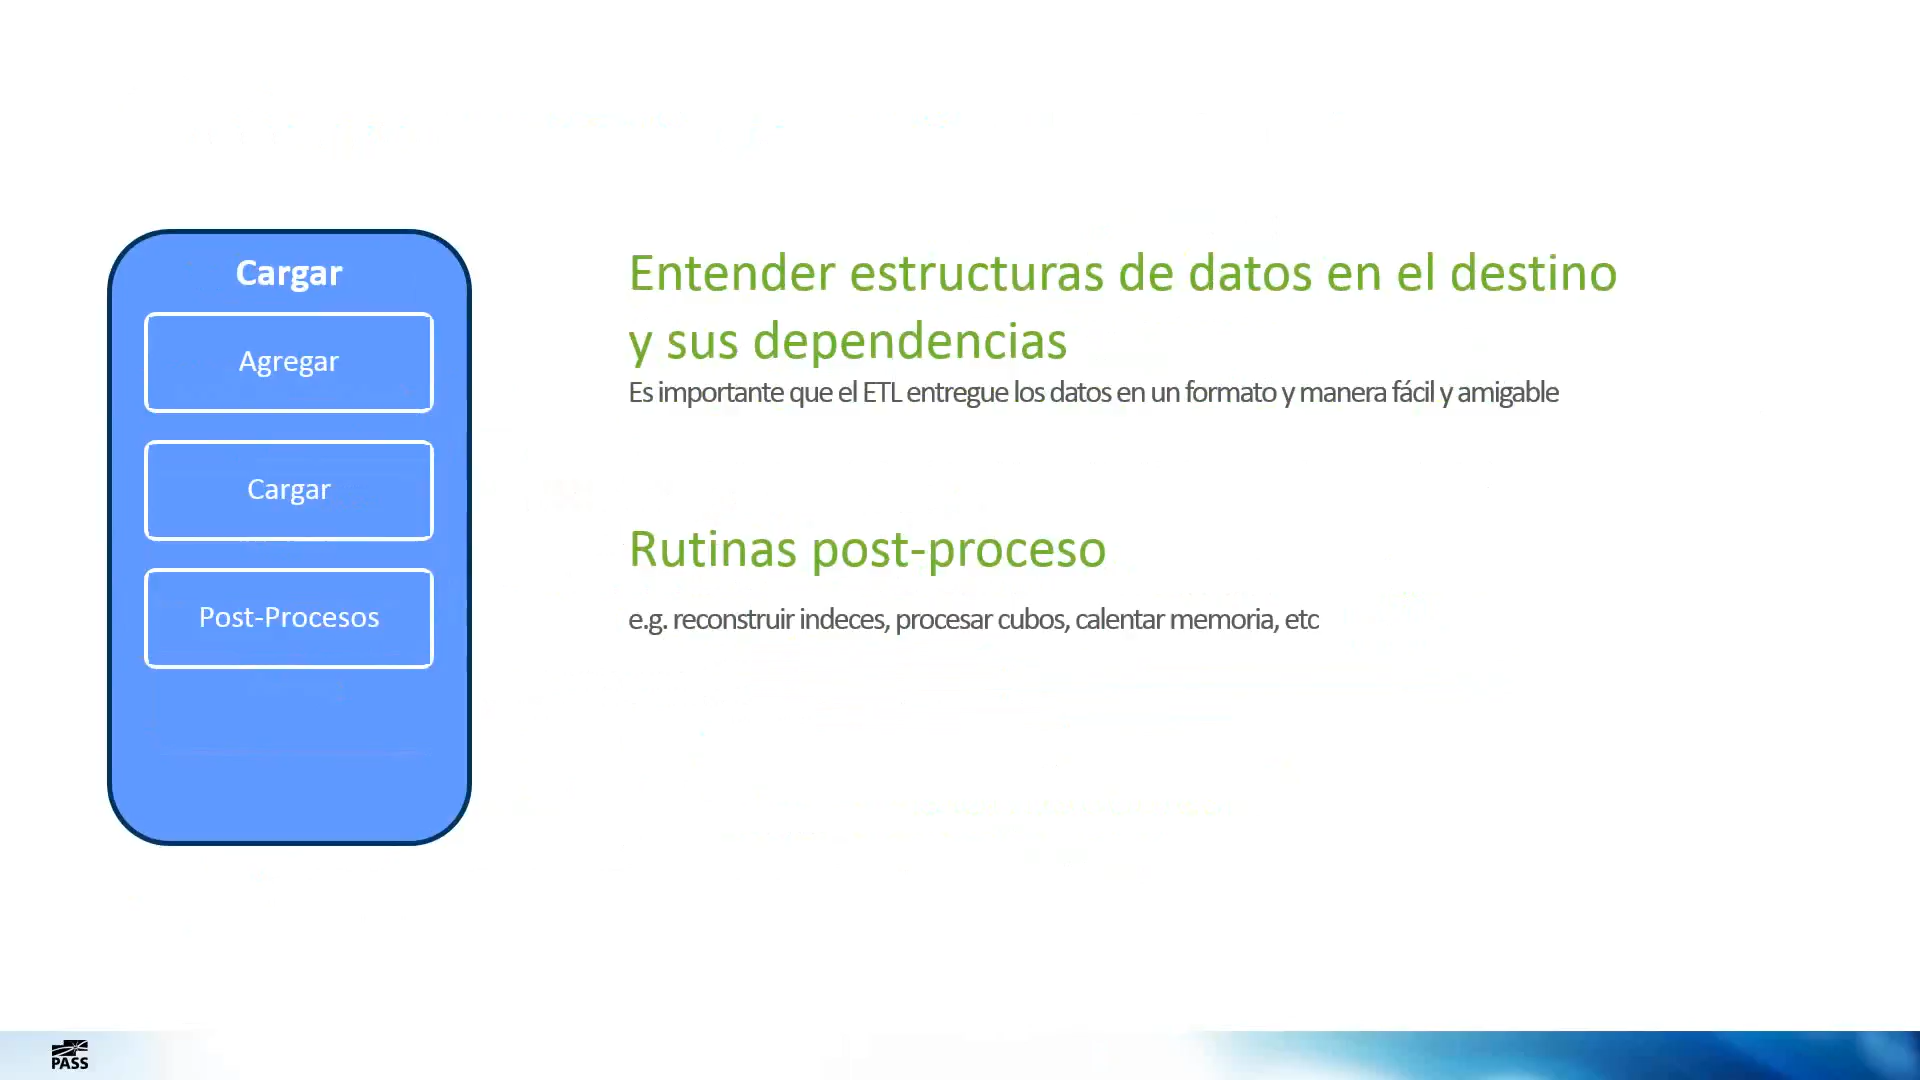 Cargar
Agregar
Cargar
Post-Procesos
Entender estructuras de datos en el destino
y sus dependencias
Es importante que el ETL entregue los datos en un formato y manera fácil y amigable
Rutinas post-proceso
e.g. reconstruir indeces, procesar cubos, calentar memoria, etc
PASS